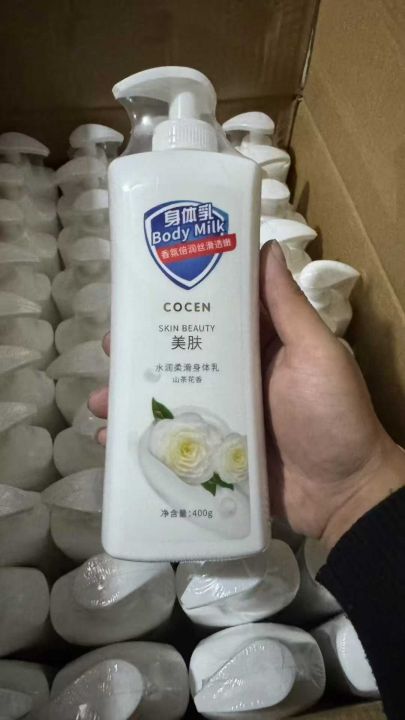 身体乳
Body Milk
香氛倍润丝滑透嫩
COCEN
SKIN BEAUTY
美肤
水润柔滑身体乳
山茶花香
净含量:400g